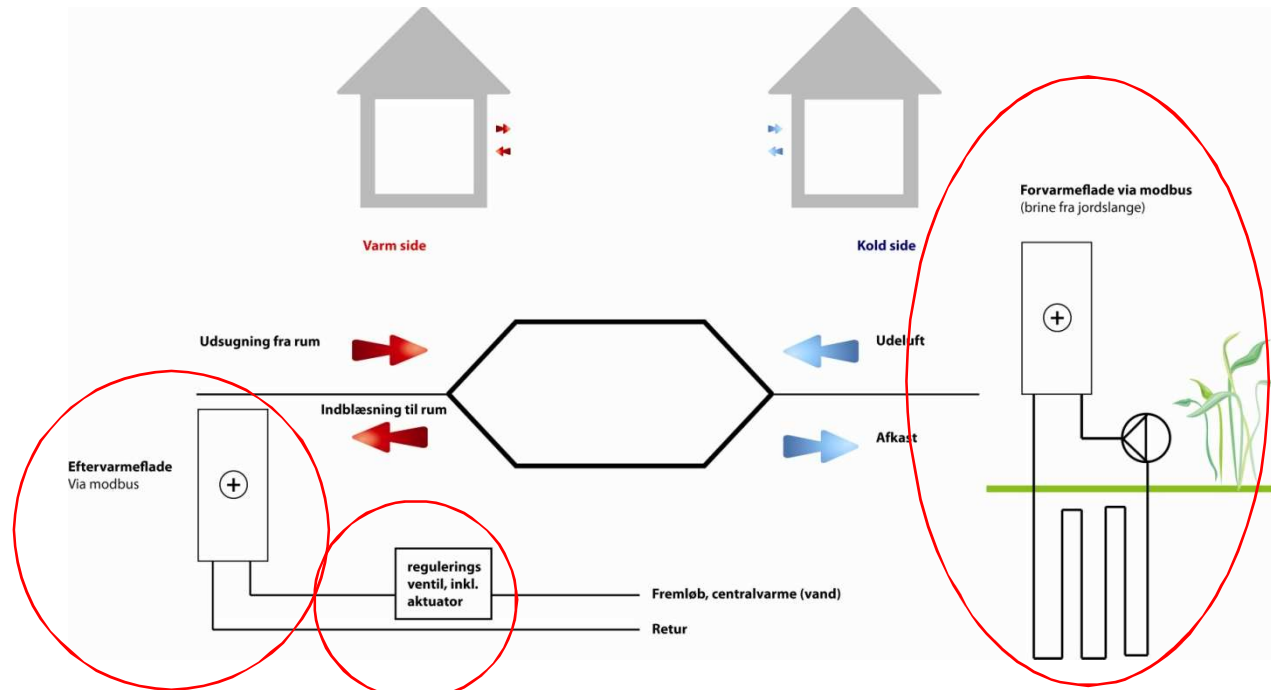 Varm side
Kold side
Forvarmeflade via modbus
(brine fra jordslange)
Udsugning fra rum
Udeluft
Indblæsning til rum
Afkast
Eftervarmeflade
Via modbus
regulerings
ventil, inkl.
aktuator
Fremløb, centralvarme (vand)
Retur